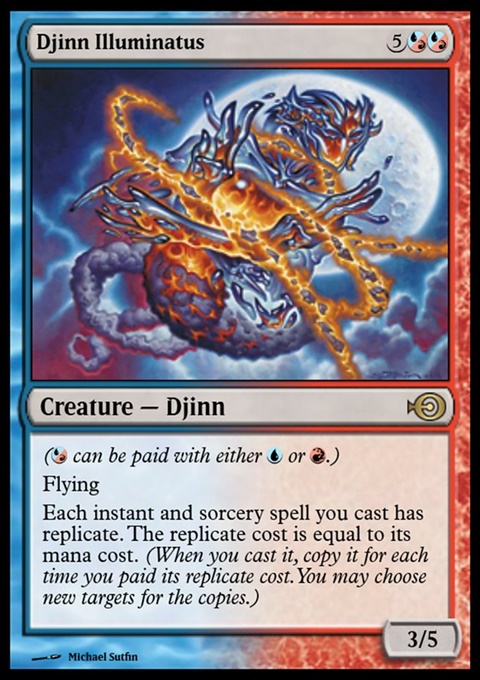 Djinn Illuminatus 5
Creature — Djinn
( can be paid with either or .)
Flying
Each instant and sorcery spell you cast has
replicate. The replicate cost is equal to its
mana cost. (When you cast it, copy it for each
time you paid its replicate cost. You may choose
new targets for the copies.)
3/5
Michael Sutfin